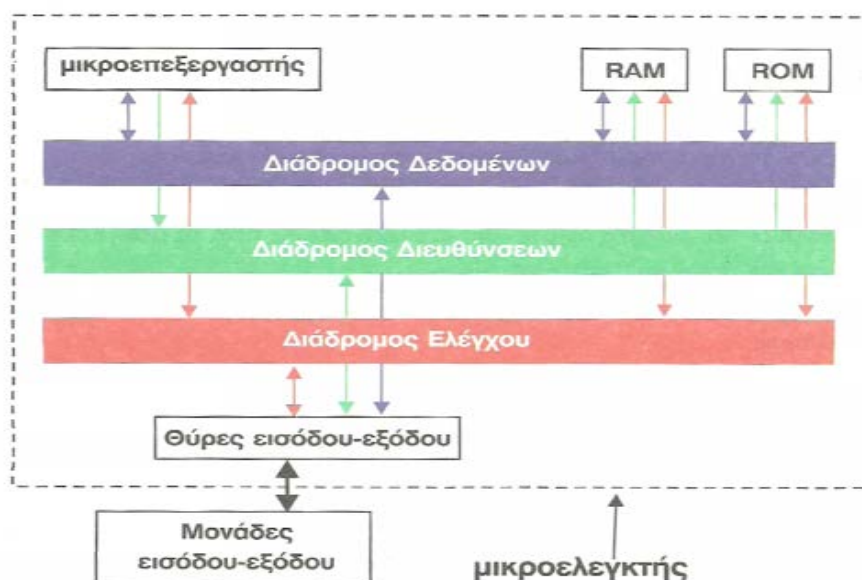 μικροεπεξεργαστής
RAM
ROM
Διάδρομος Δεδομένων
Διάδρομος Διευθύνσεων
Διάδρομος Ελέγχου
Θύρες εισόδου-εξόδου
Μονάδες
εισόδου-εξόδου
μικροελεγκτής